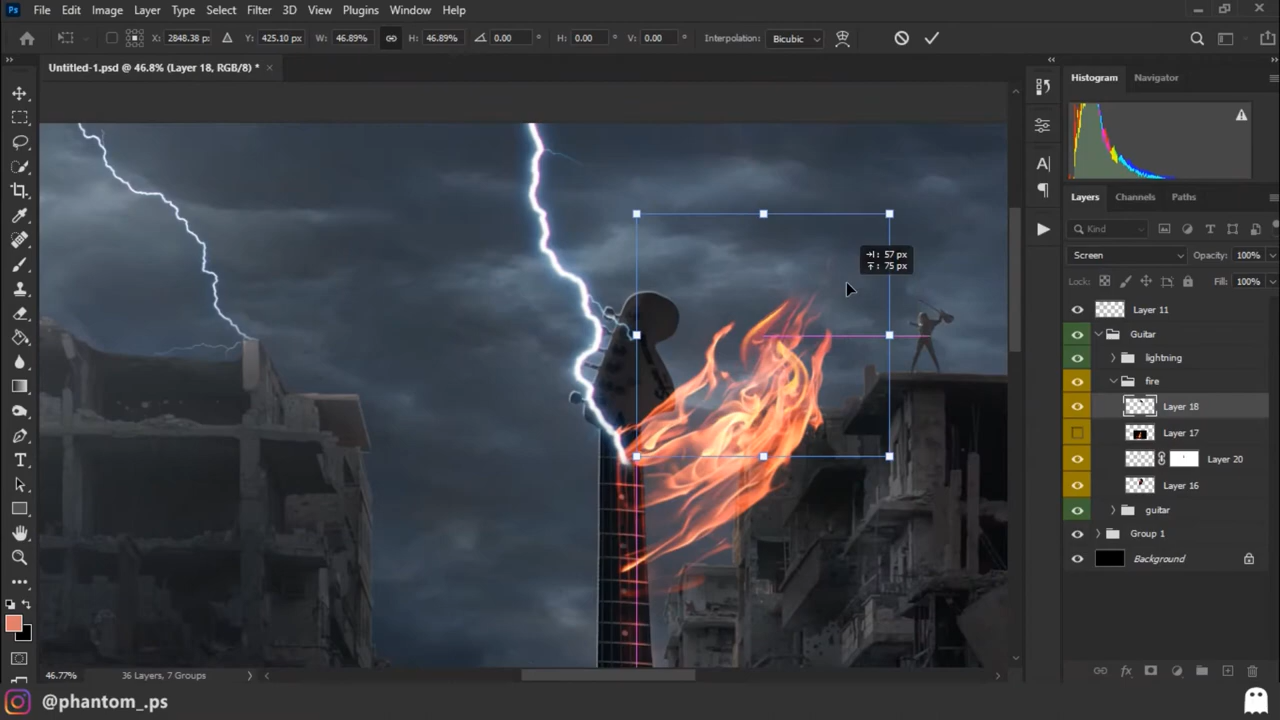 Ps File Edit Image Layer Type Select Filter 3D View Plugins Window Help
X: 2848.38 px Y: 425.10 px W: 46.89% H: 46.89% 0.00 ° H: 0.00 ° V: 0.00 ° Interpolation: Bicubic
Untitled-1.psd @ 46.8% (Layer 18, RGB/8) * ×
Histogram Navigator
Layers Channels Paths
Kind
Screen Opacity: 100%
Lock: Fill: 100%
57 px
75 px
Layer 11
Guitar
lightning
fire
Layer 18
Layer 17
Layer 20
Layer 16
guitar
Group 1
Background
46.77% 36 Layers, 7 Groups
@phantom_.ps